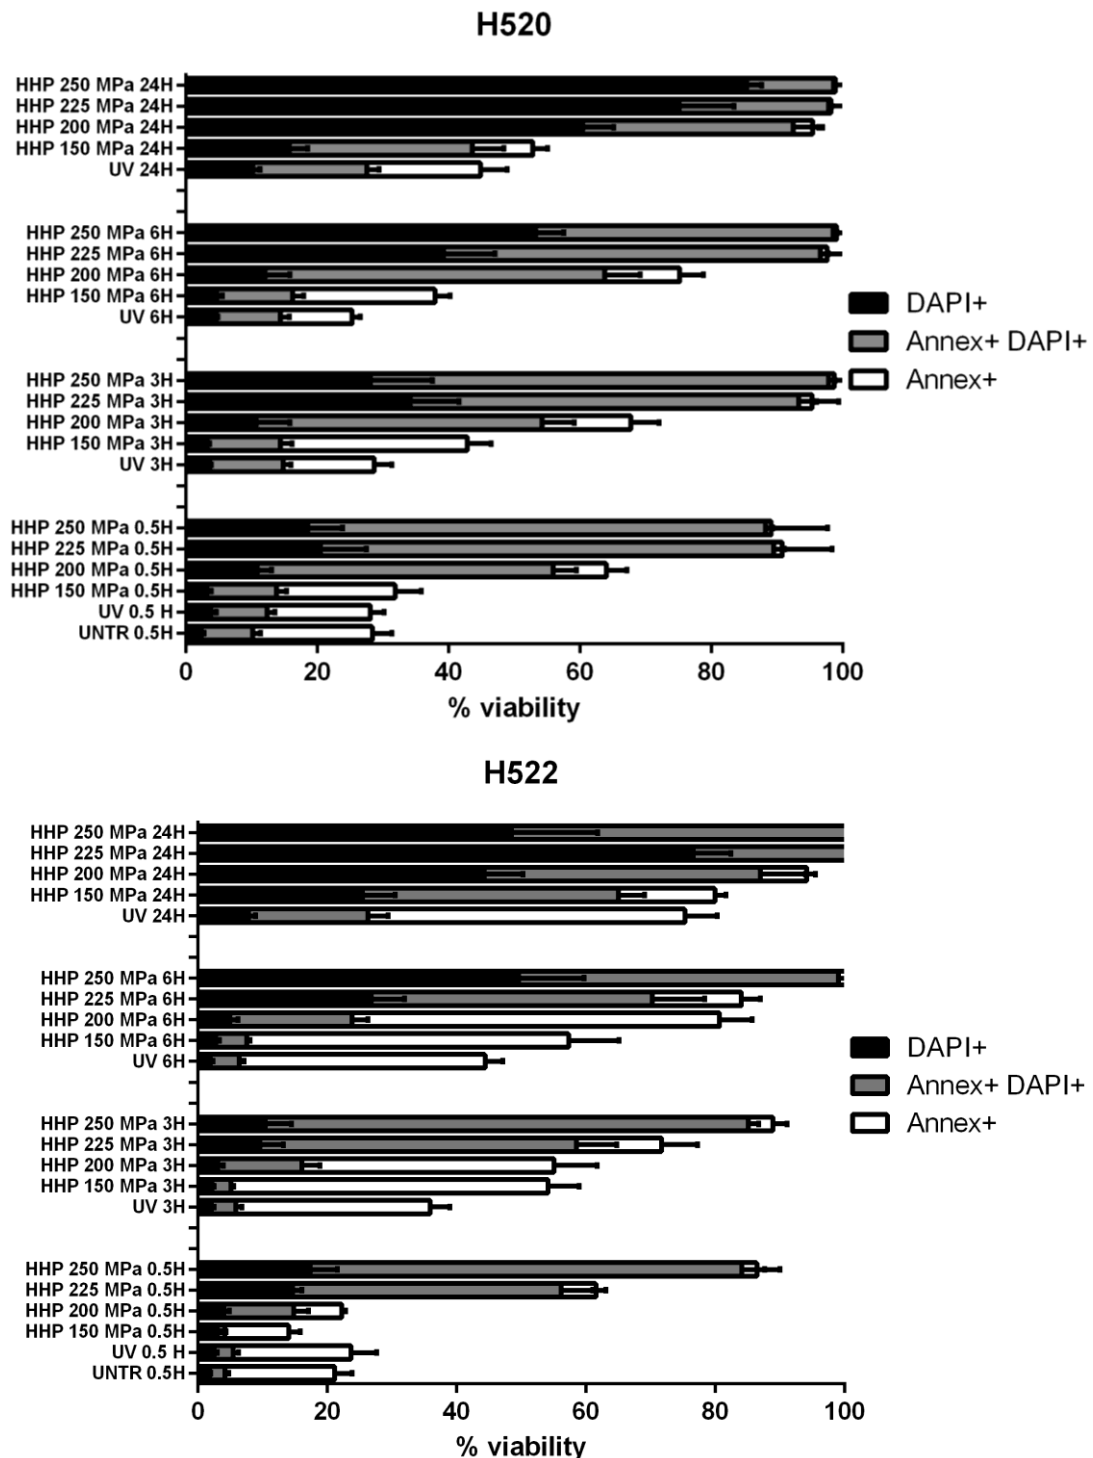 H520
HHP 250 MPa 24H
HHP 225 MPa 24H
HHP 200 MPa 24H
HHP 150 MPa 24H
UV 24H
HHP 250 MPa 6H
HHP 225 MPa 6H
HHP 200 MPa 6H
HHP 150 MPa 6H
UV 6H
HHP 250 MPa 3H
HHP 225 MPa 3H
HHP 200 MPa 3H
HHP 150 MPa 3H
UV 3H
HHP 250 MPa 0.5H
HHP 225 MPa 0.5H
HHP 200 MPa 0.5H
HHP 150 MPa 0.5H
UV 0.5 H
UNTR 0.5H
0 20 40 60 80 100
% viability
DAPI+
Annex+ DAPI+
Annex+
H522
HHP 250 MPa 24H
HHP 225 MPa 24H
HHP 200 MPa 24H
HHP 150 MPa 24H
UV 24H
HHP 250 MPa 6H
HHP 225 MPa 6H
HHP 200 MPa 6H
HHP 150 MPa 6H
UV 6H
HHP 250 MPa 3H
HHP 225 MPa 3H
HHP 200 MPa 3H
HHP 150 MPa 3H
UV 3H
HHP 250 MPa 0.5H
HHP 225 MPa 0.5H
HHP 200 MPa 0.5H
HHP 150 MPa 0.5H
UV 0.5 H
UNTR 0.5H
0 20 40 60 80 100
% viability
DAPI+
Annex+ DAPI+
Annex+